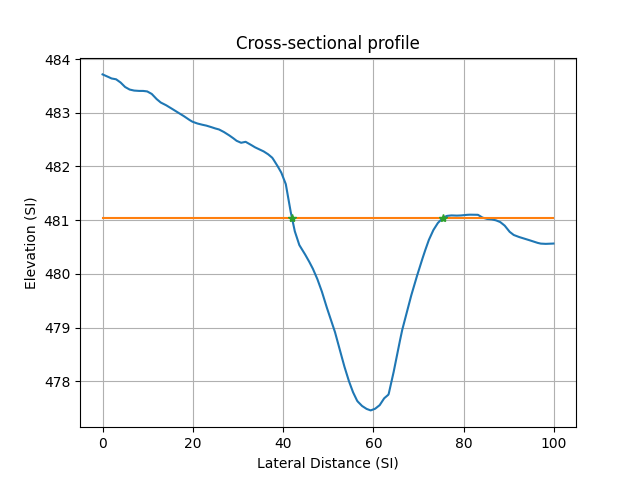 Cross-sectional profile
484
483
482
481
480
479
478
Elevation (SI)
0 20 40 60 80 100
Lateral Distance (SI)